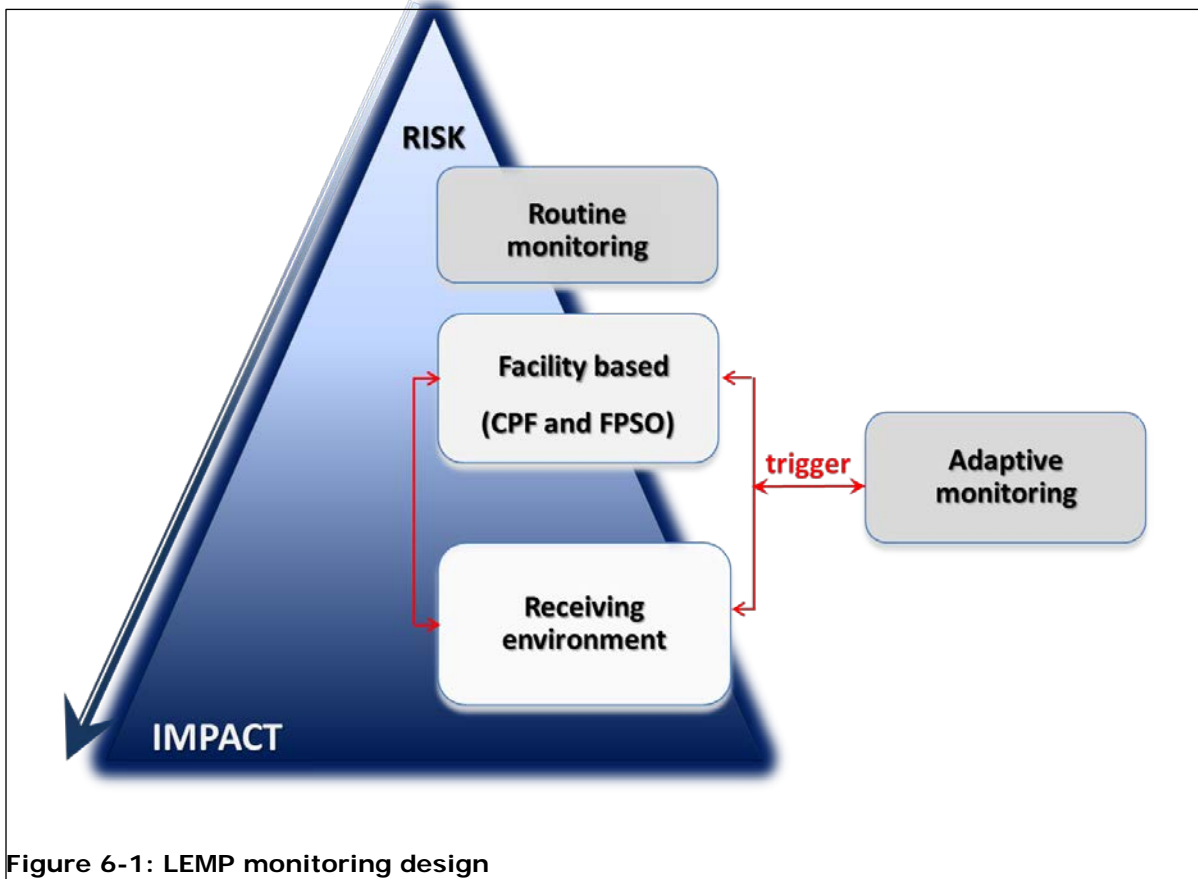 RISK
Routine
monitoring
Facility based
(CPF and FPSO)
trigger
Adaptive
monitoring
Receiving
environment
IMPACT
Figure 6-1: LEMP monitoring design